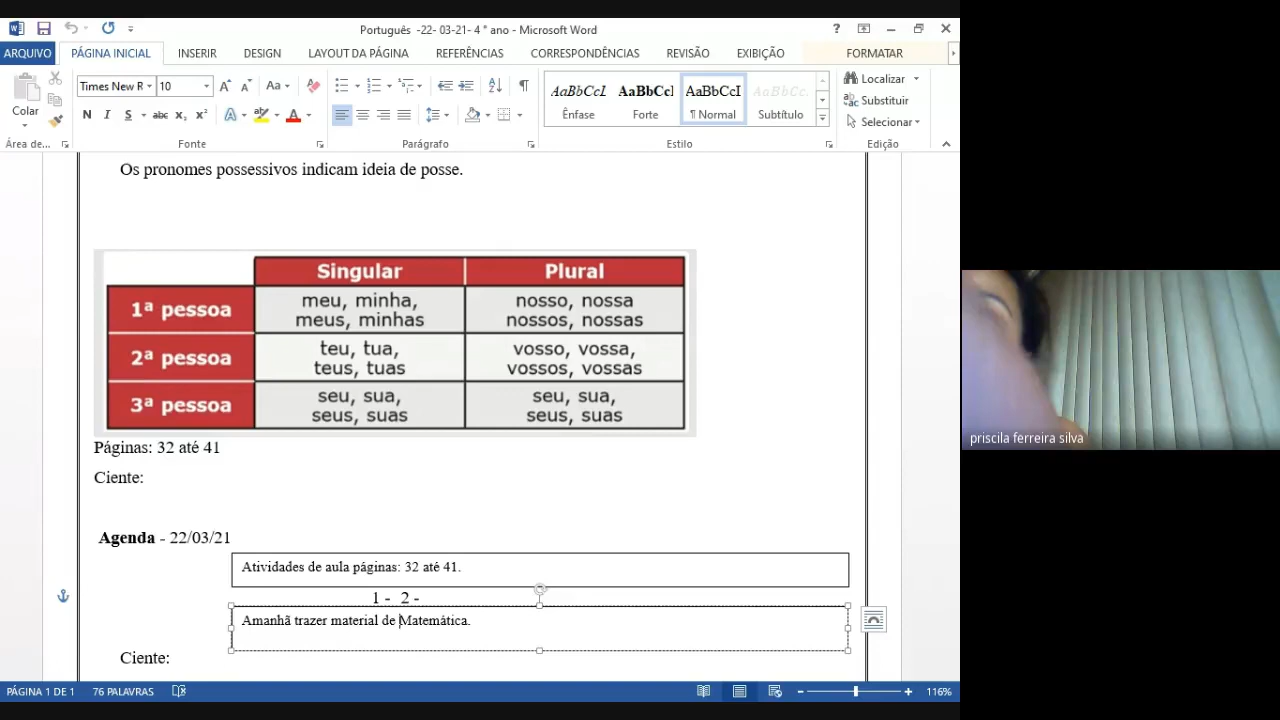 Português -22- 03-21- 4 ° ano - Microsoft Word
ARQUIVO PÁGINA INICIAL INSERIR DESIGN LAYOUT DA PÁGINA REFERÊNCIAS CORRESPONDÊNCIAS REVISÃO EXIBIÇÃO FORMATAR
Times New R 10 Aa AaBbCcI AaBbCcl AaBbCcI AaBbCc. Localizar
Substituir
Colar N I S abc x₂ x² A A Ênfase Forte ¶ Normal Subtítulo Selecionar
Área de... Fonte Parágrafo Estilo Edição
Os pronomes possessivos indicam ideia de posse.
Singular Plural
1ª pessoa meu, minha, nosso, nossa
meus, minhas nossos, nossas
2ª pessoa teu, tua, vosso, vossa,
teus, tuas vossos, vossas
3ª pessoa seu, sua, seu, sua,
seus, suas seus, suas
Páginas: 32 até 41
Ciente:
Agenda - 22/03/21
Atividades de aula páginas: 32 até 41.
1 - 2 -
Amanhã trazer material de Matemática.
Ciente:
PÁGINA 1 DE 1 76 PALAVRAS 116%
priscila ferreira silva